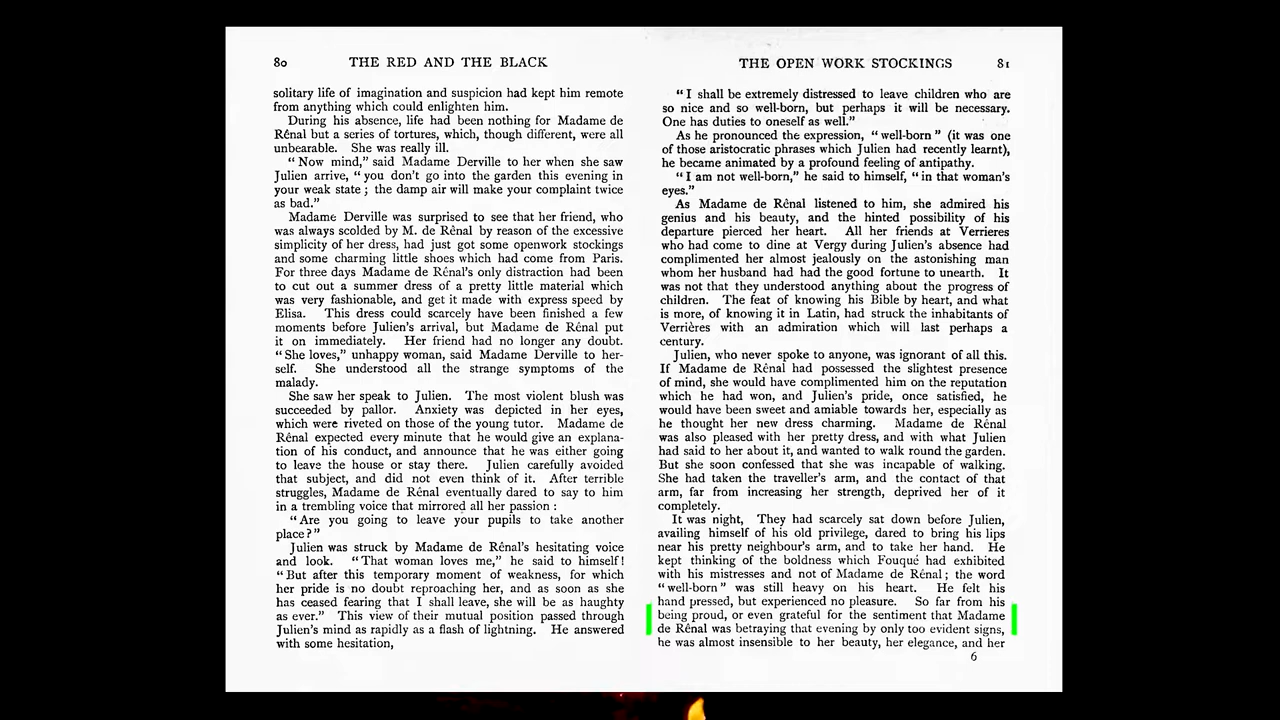 80 THE RED AND THE BLACK
solitary life of imagination and suspicion had kept him remote
from anything which could enlighten him.
During his absence, life had been nothing for Madame de
Rênal but a series of tortures, which, though different, were all
unbearable. She was really ill.
“Now mind,” said Madame Derville to her when she saw
Julien arrive, “you don't go into the garden this evening in
your weak state; the damp air will make your complaint twice
as bad.”
Madame Derville was surprised to see that her friend, who
was always scolded by M. de Rênal by reason of the excessive
simplicity of her dress, had just got some openwork stockings
and some charming little shoes which had come from Paris.
For three days Madame de Rênal's only distraction had been
to cut out a summer dress of a pretty little material which
was very fashionable, and get it made with express speed by
Elisa. This dress could scarcely have been finished a few
moments before Julien's arrival, but Madame de Rênal put
it on immediately. Her friend had no longer any doubt.
“She loves,” unhappy woman, said Madame Derville to her-
self. She understood all the strange symptoms of the
malady.
She saw her speak to Julien. The most violent blush was
succeeded by pallor. Anxiety was depicted in her eyes,
which were riveted on those of the young tutor. Madame de
Rênal expected every minute that he would give an explana-
tion of his conduct, and announce that he was either going
to leave the house or stay there. Julien carefully avoided
that subject, and did not even think of it. After terrible
struggles, Madame de Rênal eventually dared to say to him
in a trembling voice that mirrored all her passion :
“Are you going to leave your pupils to take another
place?”
Julien was struck by Madame de Rênal's hesitating voice
and look. “That woman loves me,” he said to himself!
“But after this temporary moment of weakness, for which
her pride is no doubt reproaching her, and as soon as she
has ceased fearing that I shall leave, she will be as haughty
as ever.” This view of their mutual position passed through
Julien's mind as rapidly as a flash of lightning. He answered
with some hesitation,
THE OPEN WORK STOCKINGS 81
“I shall be extremely distressed to leave children who are
so nice and so well-born, but perhaps it will be necessary.
One has duties to oneself as well.”
As he pronounced the expression, “well-born” (it was one
of those aristocratic phrases which Julien had recently learnt),
he became animated by a profound feeling of antipathy.
“I am not well-born,” he said to himself, “in that woman's
eyes.”
As Madame de Rênal listened to him, she admired his
genius and his beauty, and the hinted possibility of his
departure pierced her heart. All her friends at Verrieres
who had come to dine at Vergy during Julien's absence had
complimented her almost jealously on the astonishing man
whom her husband had had the good fortune to unearth. It
was not that they understood anything about the progress of
children. The feat of knowing his Bible by heart, and what
is more, of knowing it in Latin, had struck the inhabitants of
Verrières with an admiration which will last perhaps a
century.
Julien, who never spoke to anyone, was ignorant of all this.
If Madame de Rênal had possessed the slightest presence
of mind, she would have complimented him on the reputation
which he had won, and Julien's pride, once satisfied, he
would have been sweet and amiable towards her, especially as
he thought her new dress charming. Madame de Rênal
was also pleased with her pretty dress, and with what Julien
had said to her about it, and wanted to walk round the garden.
But she soon confessed that she was incapable of walking.
She had taken the traveller's arm, and the contact of that
arm, far from increasing her strength, deprived her of it
completely.
It was night, They had scarcely sat down before Julien,
availing himself of his old privilege, dared to bring his lips
near his pretty neighbour's arm, and to take her hand. He
kept thinking of the boldness which Fouqué had exhibited
with his mistresses and not of Madame de Rênal; the word
“well-born” was still heavy on his heart. He felt his
hand pressed, but experienced no pleasure. So far from his
being proud, or even grateful for the sentiment that Madame
de Rênal was betraying that evening by only too evident signs,
he was almost insensible to her beauty, her elegance, and her
6